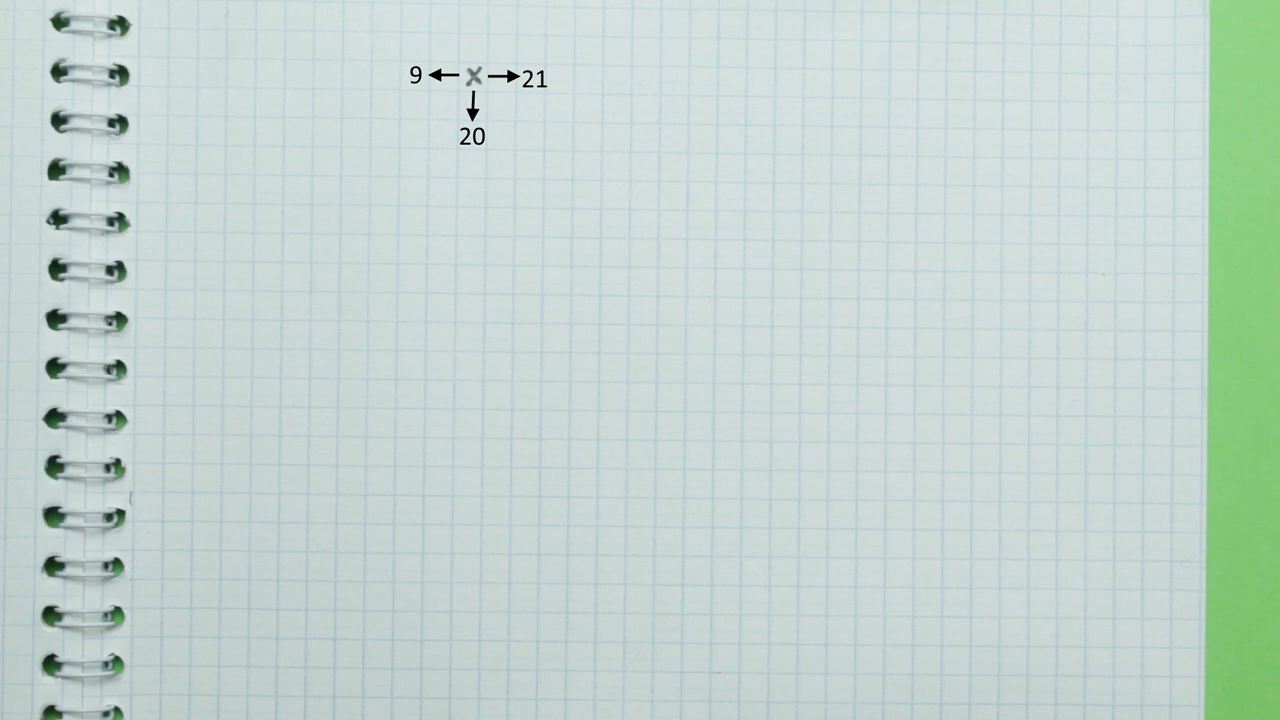 9 ← x → 21
↓
20